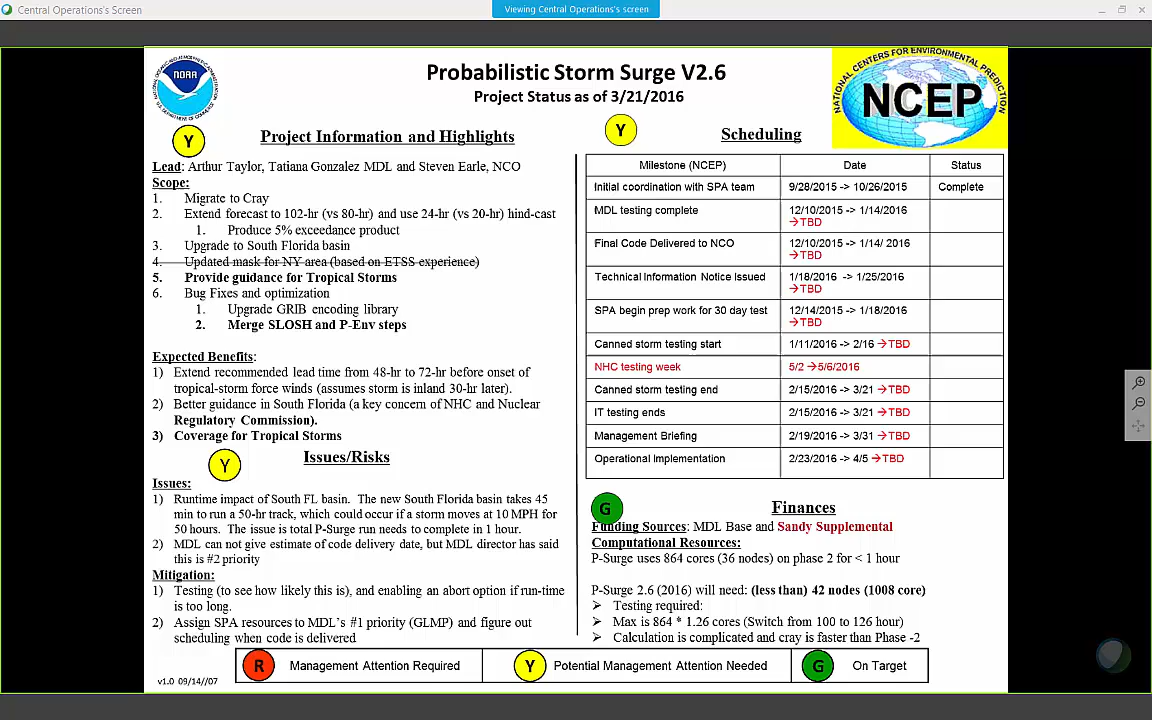 Central Operations's Screen
Viewing Central Operations's screen
NOAA
NATIONAL CENTERS FOR ENVIRONMENTAL PREDICTION
NCEP
Probabilistic Storm Surge V2.6
Project Status as of 3/21/2016
Y
Project Information and Highlights
Lead: Arthur Taylor, Tatiana Gonzalez MDL and Steven Earle, NCO
Scope:
1. Migrate to Cray
2. Extend forecast to 102-hr (vs 80-hr) and use 24-hr (vs 20-hr) hind-cast
1. Produce 5% exceedance product
3. Upgrade to South Florida basin
4. Updated mask for NY area (based on ETSS experience)
5. Provide guidance for Tropical Storms
6. Bug Fixes and optimization
1. Upgrade GRIB encoding library
2. Merge SLOSH and P-Env steps
Expected Benefits:
1) Extend recommended lead time from 48-hr to 72-hr before onset of
tropical-storm force winds (assumes storm is inland 30-hr later).
2) Better guidance in South Florida (a key concern of NHC and Nuclear
Regulatory Commission).
3) Coverage for Tropical Storms
Y
Issues/Risks
Issues:
1) Runtime impact of South FL basin. The new South Florida basin takes 45
min to run a 50-hr track, which could occur if a storm moves at 10 MPH for
50 hours. The issue is total P-Surge run needs to complete in 1 hour.
2) MDL can not give estimate of code delivery date, but MDL director has said
this is #2 priority
Mitigation:
1) Testing (to see how likely this is), and enabling an abort option if run-time
is too long.
2) Assign SPA resources to MDL's #1 priority (GLMP) and figure out
scheduling when code is delivered
Y
Scheduling
Milestone (NCEP) Date Status
Initial coordination with SPA team 9/28/2015 -> 10/26/2015 Complete
MDL testing complete 12/10/2015 -> 1/14/2016
→TBD
Final Code Delivered to NCO 12/10/2015 -> 1/14/ 2016
→TBD
Technical Information Notice Issued 1/18/2016 -> 1/25/2016
→TBD
SPA begin prep work for 30 day test 12/14/2015 -> 1/18/2016
→TBD
Canned storm testing start 1/11/2016 -> 2/16 →TBD
NHC testing week 5/2 →5/6/2016
Canned storm testing end 2/15/2016 -> 3/21 →TBD
IT testing ends 2/15/2016 -> 3/21 →TBD
Management Briefing 2/19/2016 -> 3/31 →TBD
Operational Implementation 2/23/2016 -> 4/5 →TBD
G
Finances
Funding Sources: MDL Base and Sandy Supplemental
Computational Resources:
P-Surge uses 864 cores (36 nodes) on phase 2 for < 1 hour
P-Surge 2.6 (2016) will need: (less than) 42 nodes (1008 core)
➢ Testing required:
➢ Max is 864 * 1.26 cores (Switch from 100 to 126 hour)
➢ Calculation is complicated and cray is faster than Phase -2
R Management Attention Required Y Potential Management Attention Needed G On Target
v1.0 09/14//07